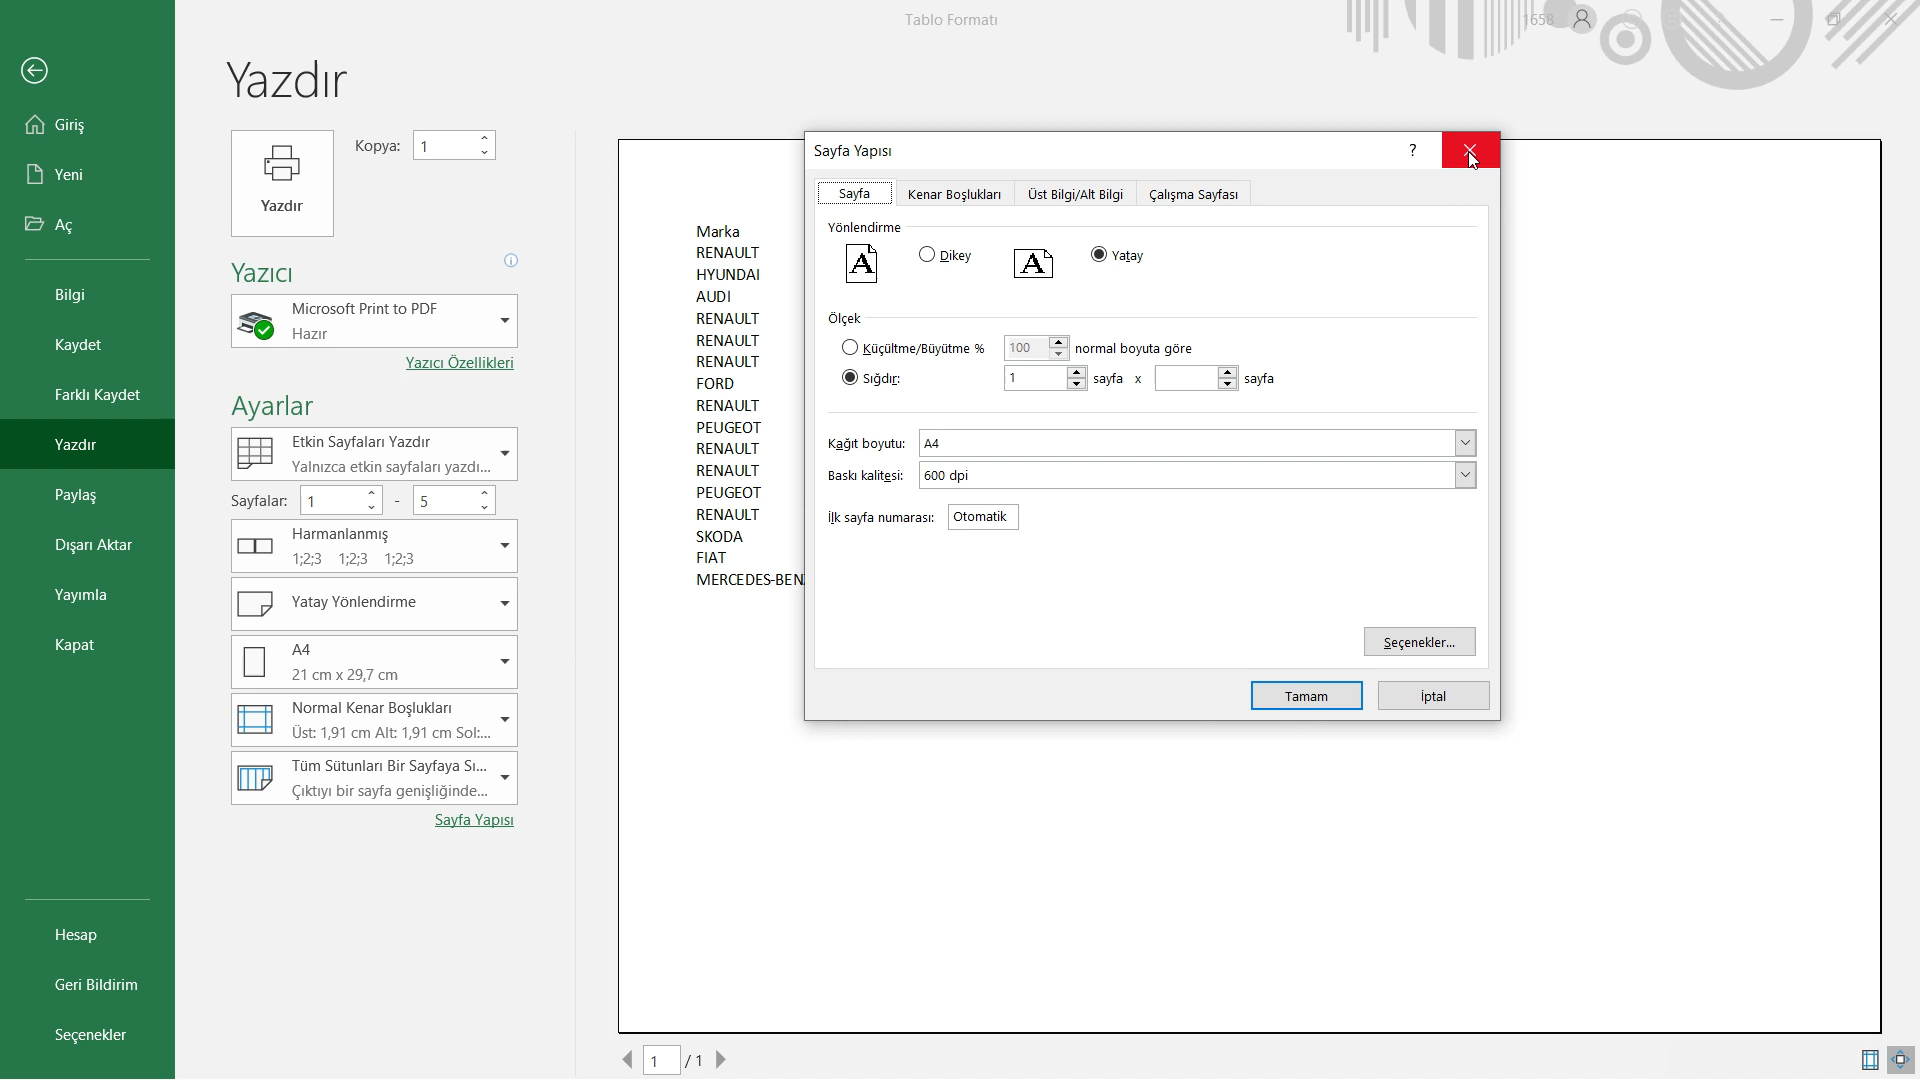 Tablo Formatı
1658
Giriş
Yeni
Aç
Bilgi
Kaydet
Farklı Kaydet
Yazdır
Paylaş
Dışarı Aktar
Yayımla
Kapat
Hesap
Geri Bildirim
Seçenekler
Yazdır
Yazdır
Kopya: 1
Yazıcı
Microsoft Print to PDF
Hazır
Yazıcı Özellikleri
Ayarlar
Etkin Sayfaları Yazdır
Yalnızca etkin sayfaları yazdı...
Sayfalar: 1 - 5
Harmanlanmış
1;2;3 1;2;3 1;2;3
Yatay Yönlendirme
A4
21 cm x 29,7 cm
Normal Kenar Boşlukları
Üst: 1,91 cm Alt: 1,91 cm Sol:...
Tüm Sütunları Bir Sayfaya Sı...
Çıktıyı bir sayfa genişliğinde...
Sayfa Yapısı
Marka
RENAULT
HYUNDAI
AUDI
RENAULT
RENAULT
RENAULT
FORD
RENAULT
PEUGEOT
RENAULT
RENAULT
PEUGEOT
RENAULT
SKODA
FIAT
MERCEDES-BEN
Sayfa Yapısı ?
Sayfa Kenar Boşlukları Üst Bilgi/Alt Bilgi Çalışma Sayfası
Yönlendirme
A Dikey A Yatay
Ölçek
Küçültme/Büyütme % 100 normal boyuta göre
Sığdır: 1 sayfa x sayfa
Kağıt boyutu: A4
Baskı kalitesi: 600 dpi
İlk sayfa numarası: Otomatik
Seçenekler...
Tamam İptal
1 / 1